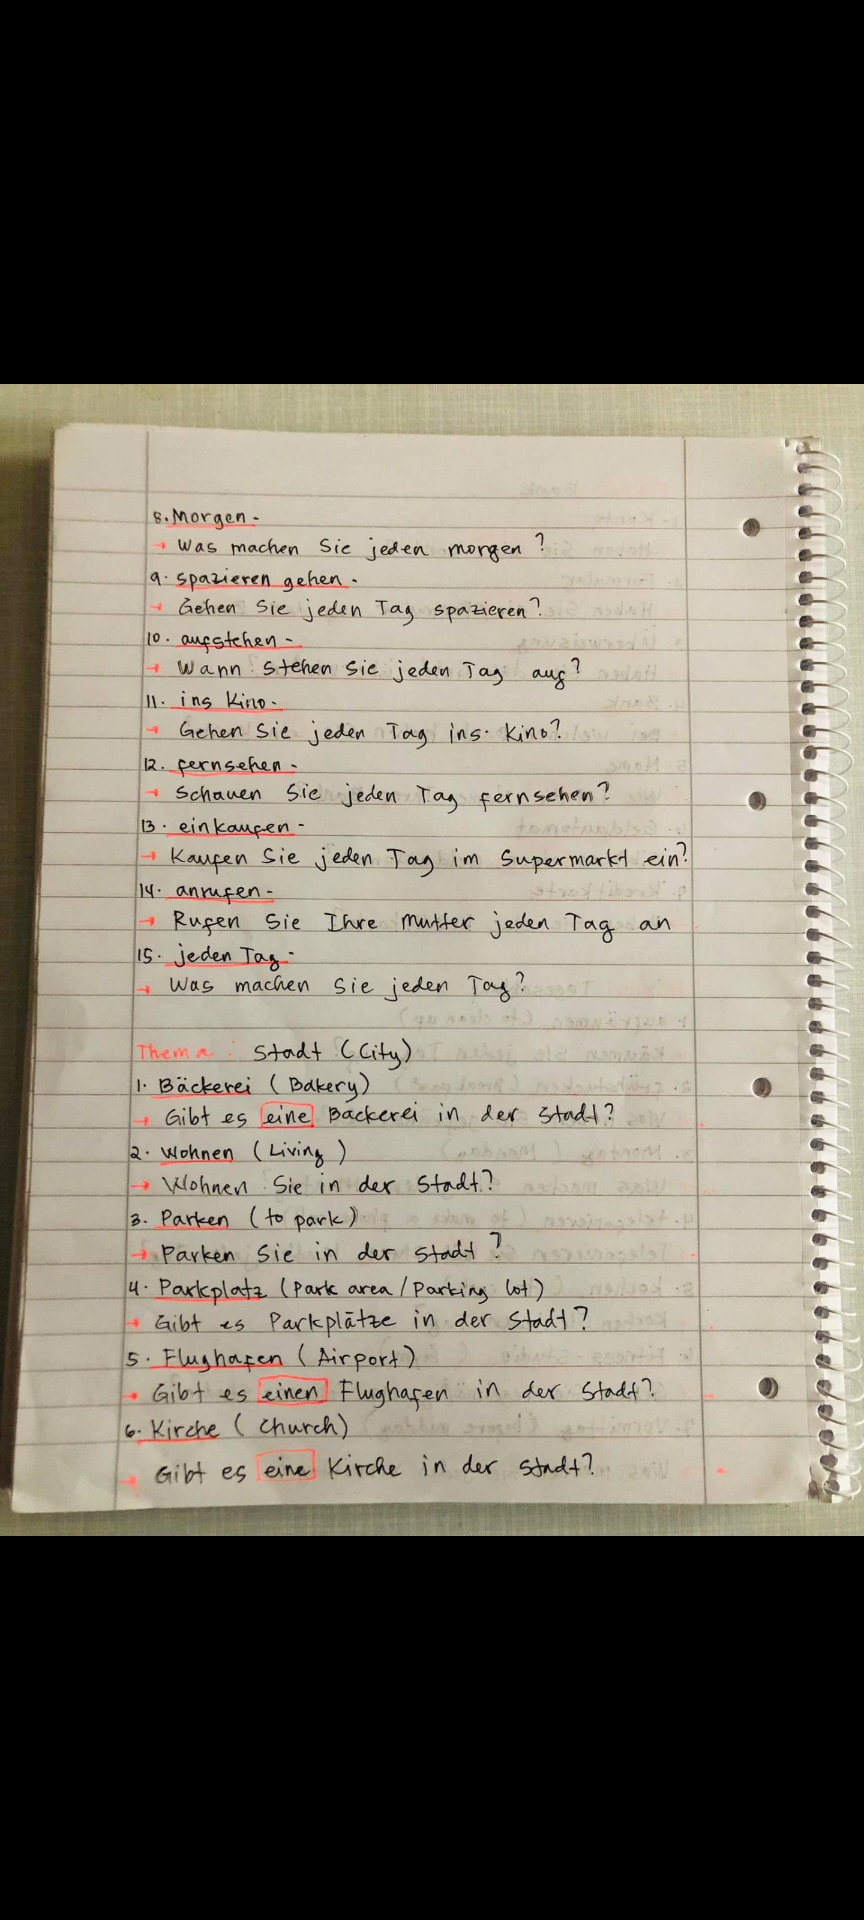 8. Morgen -
→ Was machen Sie jeden morgen?
9. spazieren gehen -
→ Gehen Sie jeden Tag spazieren?
10. aufstehen -
→ Wann stehen Sie jeden Tag auf?
11. ins Kino -
→ Gehen Sie jeden Tag ins Kino?
12. fernsehen -
→ Schauen Sie jeden Tag fernsehen?
13. einkaufen -
→ Kaufen Sie jeden Tag im Supermarkt ein?
14. anrufen -
→ Rufen Sie Ihre Mutter jeden Tag an
15. jeden Tag -
→ Was machen Sie jeden Tag?
Thema: Stadt (City)
1. Bäckerei (Bakery)
→ Gibt es eine Backerei in der Stadt?
2. Wohnen (Living)
→ Wohnen Sie in der Stadt?
3. Parken (to park)
→ Parken Sie in der Stadt?
4. Parkplatz (Park area / Parking lot)
→ Gibt es Parkplätze in der Stadt?
5. Flughafen (Airport)
→ Gibt es einen Flughafen in der Stadt?
6. Kirche (Church)
→ Gibt es eine Kirche in der Stadt?